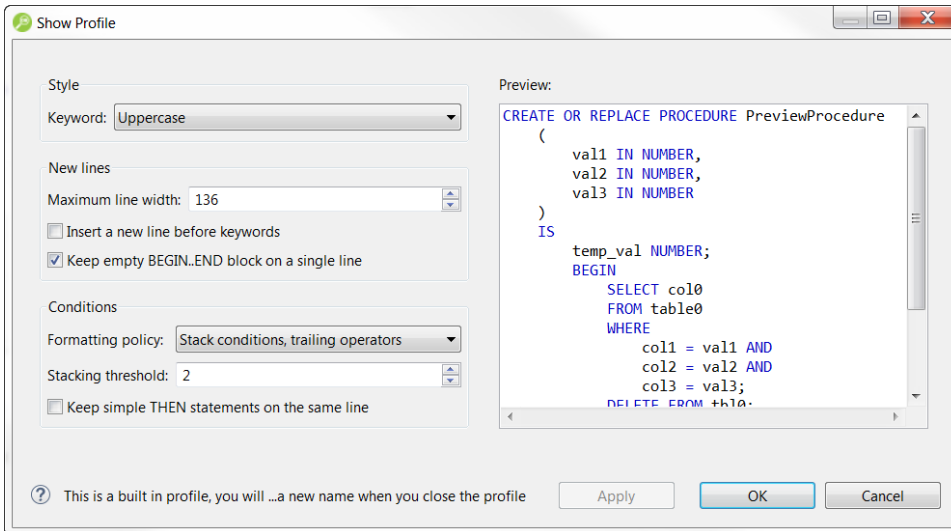 Show Profile
Style
Keyword: Uppercase
New lines
Maximum line width: 136
Insert a new line before keywords
Keep empty BEGIN..END block on a single line
Conditions
Formatting policy: Stack conditions, trailing operators
Stacking threshold: 2
Keep simple THEN statements on the same line
Preview:
CREATE OR REPLACE PROCEDURE PreviewProcedure
(
val1 IN NUMBER,
val2 IN NUMBER,
val3 IN NUMBER
)
IS
temp_val NUMBER;
BEGIN
SELECT col0
FROM table0
WHERE
col1 = val1 AND
col2 = val2 AND
col3 = val3;
DELETE FROM tbl0;
? This is a built in profile, you will ...a new name when you close the profile
Apply
OK
Cancel